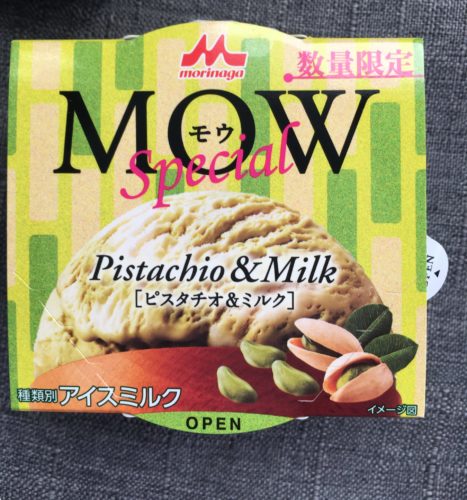 morinaga
数量限定
MOW
モウ
Special
Pistachio & Milk
[ピスタチオ&ミルク]
種類別 アイスミルク
イメージ図
OPEN
OPEN